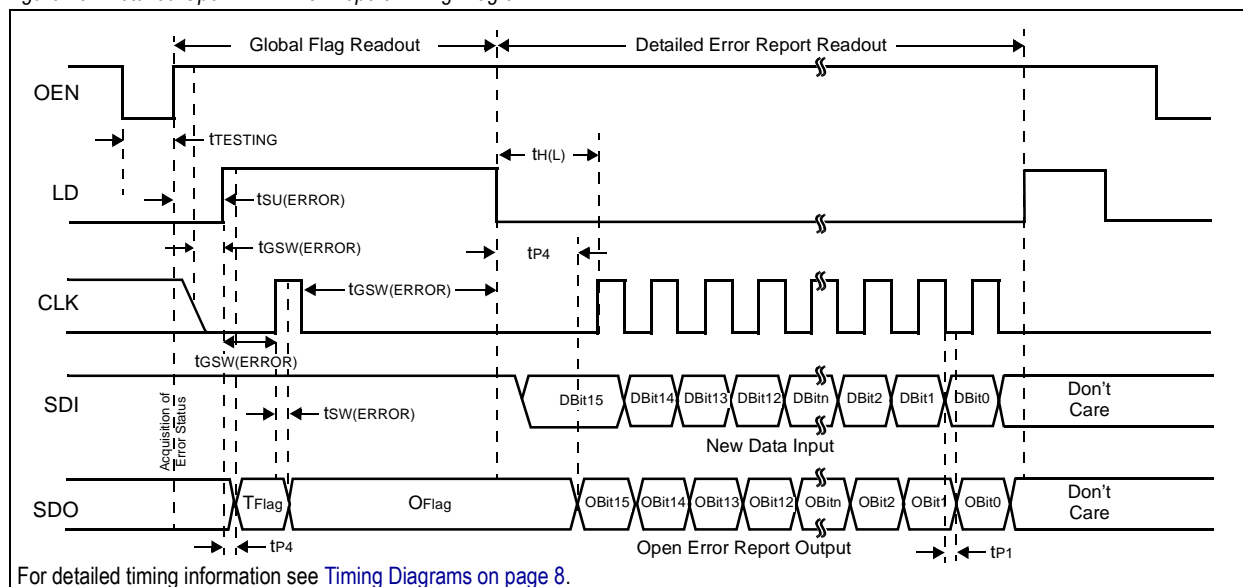 Global Flag Readout
Detailed Error Report Readout
OEN
tTESTING
tH(L)
LD
tSU(ERROR)
tGSW(ERROR)
tP4
CLK
tGSW(ERROR)
tGSW(ERROR)
SDI
DBit15
DBit14
DBit13
DBit12
DBitn
DBit2
DBit1
DBit0
Don't
Care
tSW(ERROR)
New Data Input
Acquisition of
Error Status
SDO
TFlag
OFlag
OBit15
OBit14
OBit13
OBit12
OBitn
OBit2
OBit1
OBit0
Don't
Care
tP4
Open Error Report Output
tP1
For detailed timing information see Timing Diagrams on page 8.